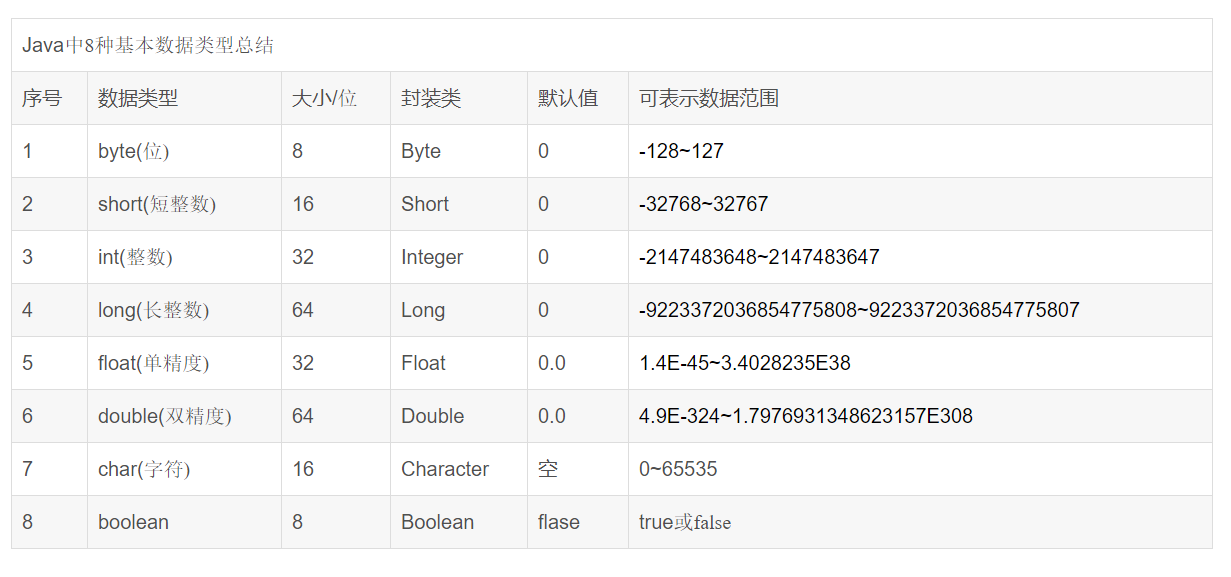 Java中8种基本数据类型总结
序号 数据类型 大小/位 封装类 默认值 可表示数据范围
1 byte(位) 8 Byte 0 -128~127
2 short(短整数) 16 Short 0 -32768~32767
3 int(整数) 32 Integer 0 -2147483648~2147483647
4 long(长整数) 64 Long 0 -9223372036854775808~9223372036854775807
5 float(单精度) 32 Float 0.0 1.4E-45~3.4028235E38
6 double(双精度) 64 Double 0.0 4.9E-324~1.7976931348623157E308
7 char(字符) 16 Character 空 0~65535
8 boolean 8 Boolean flase true或false